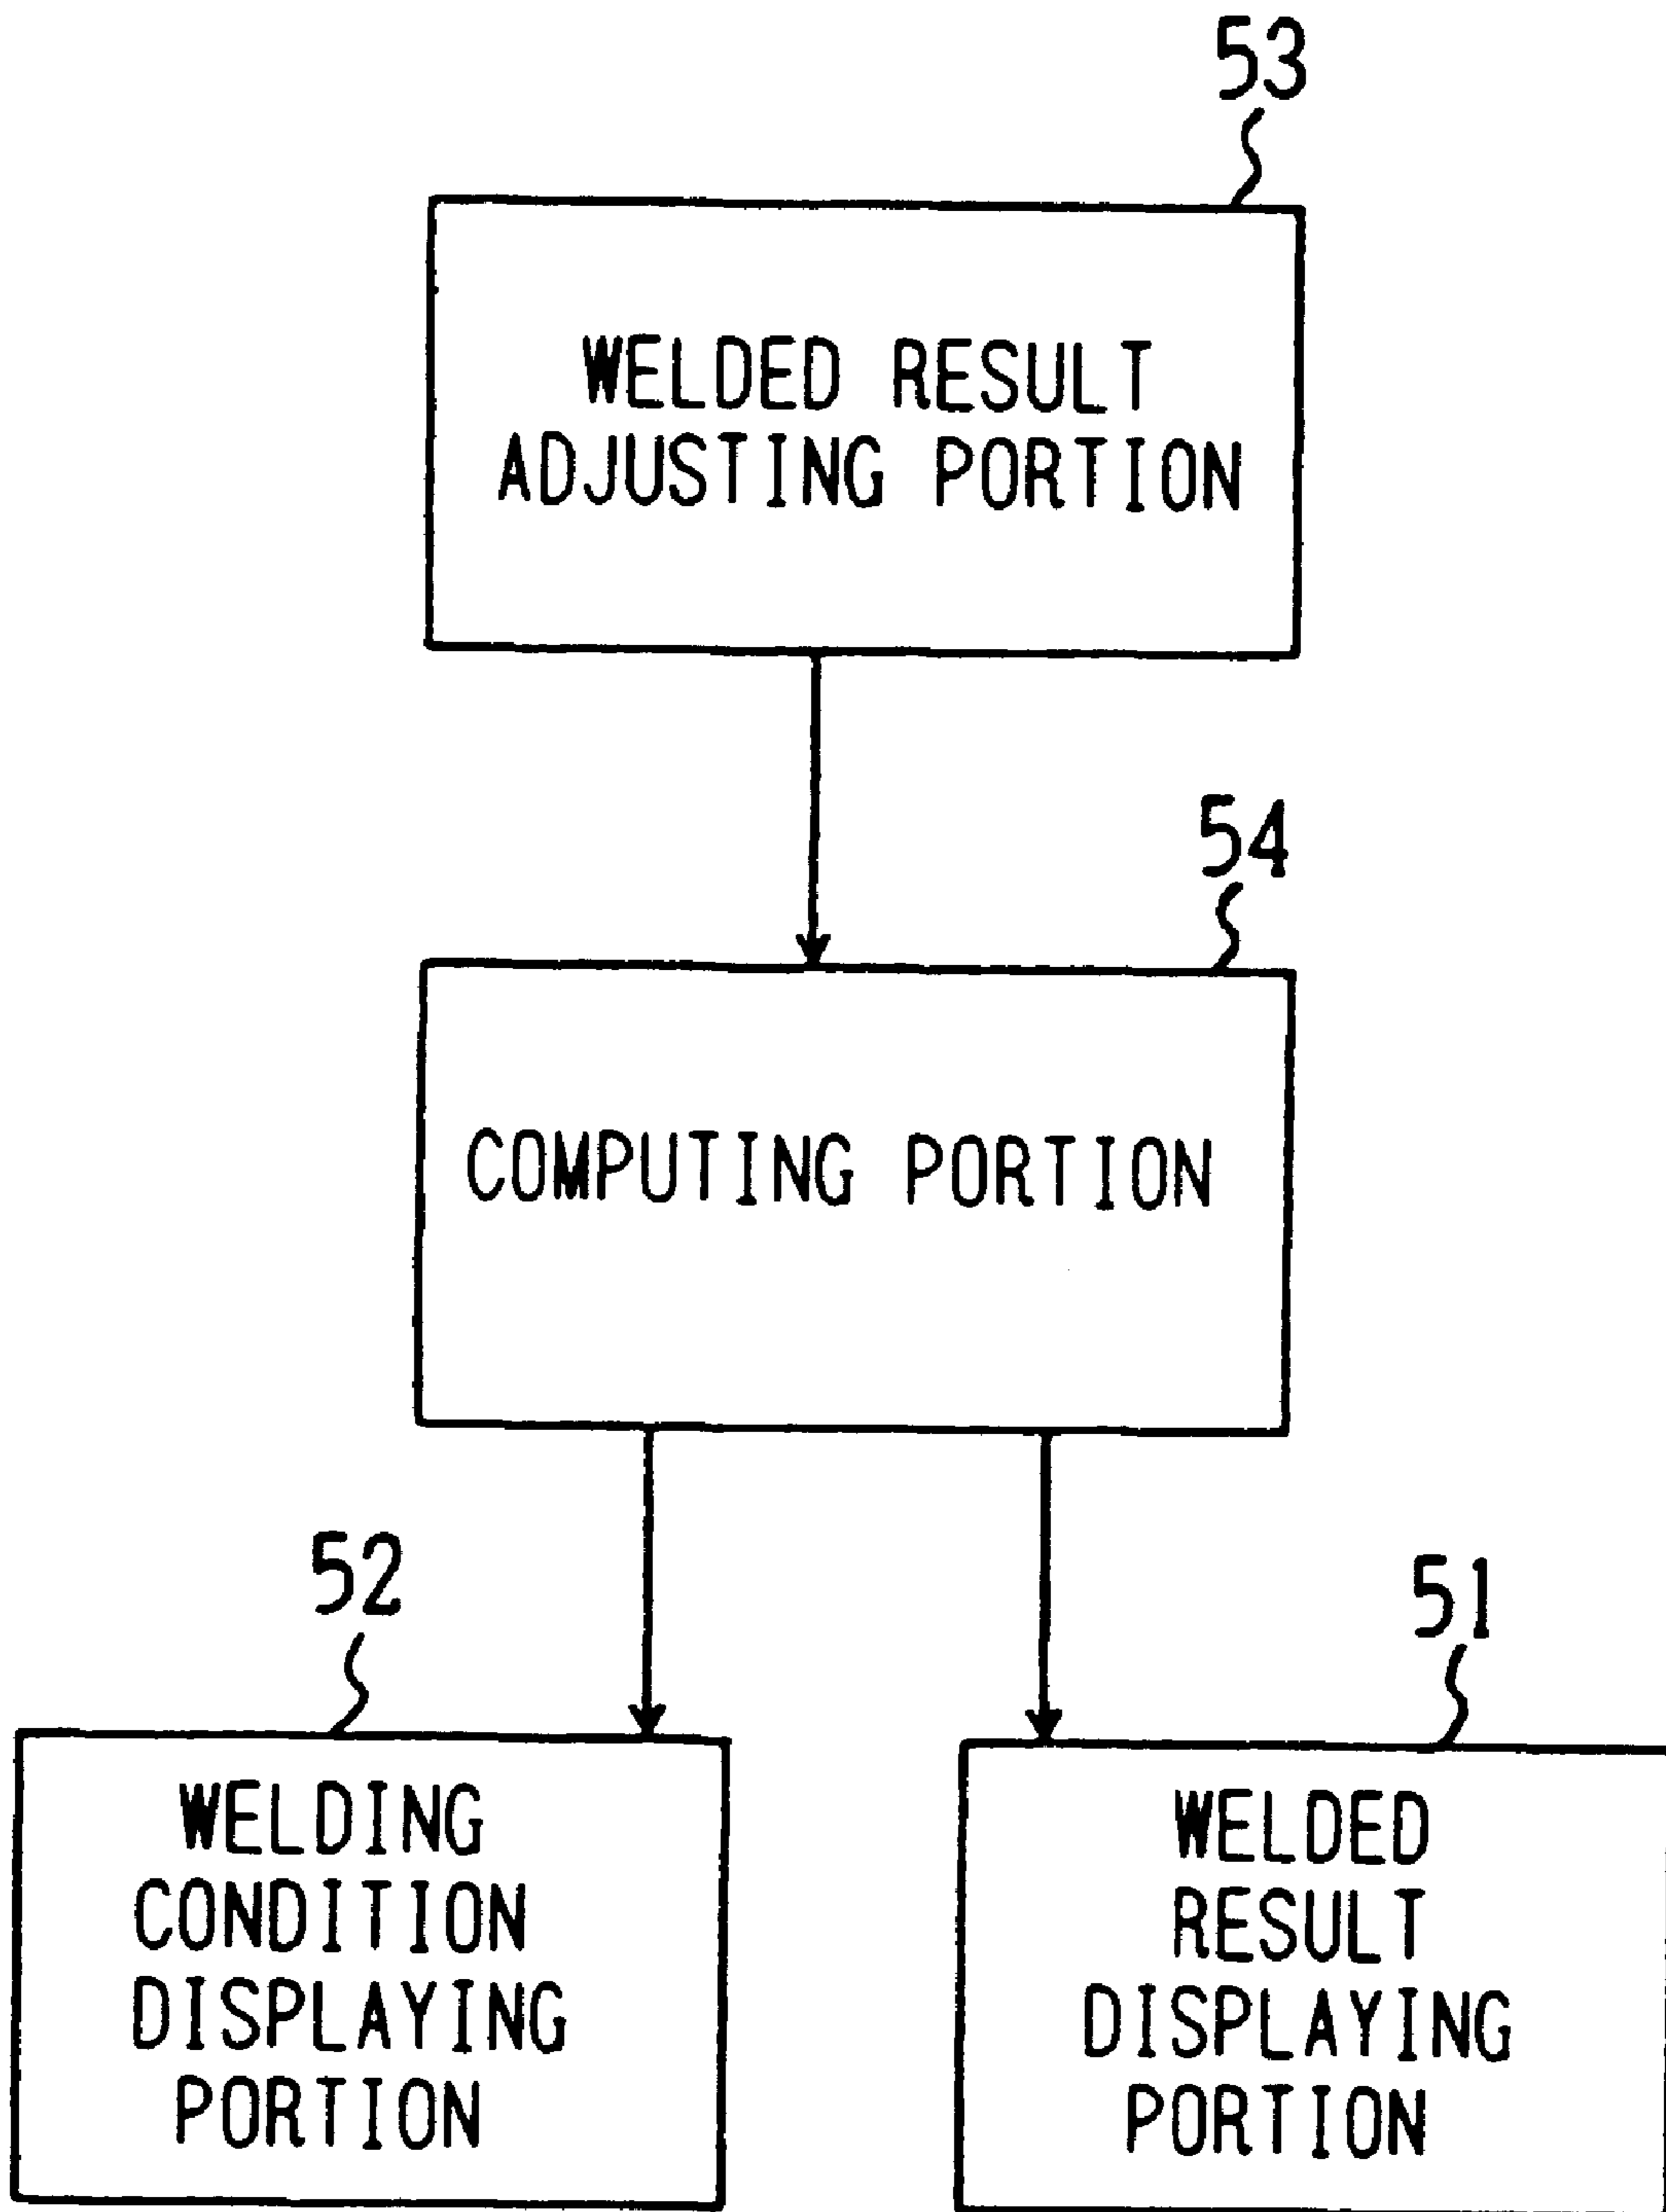 53
WELDED RESULT
ADJUSTING PORTION
54
COMPUTING PORTION
52
WELDING
CONDITION
DISPLAYING
PORTION
51
WELDED
RESULT
DISPLAYING
PORTION